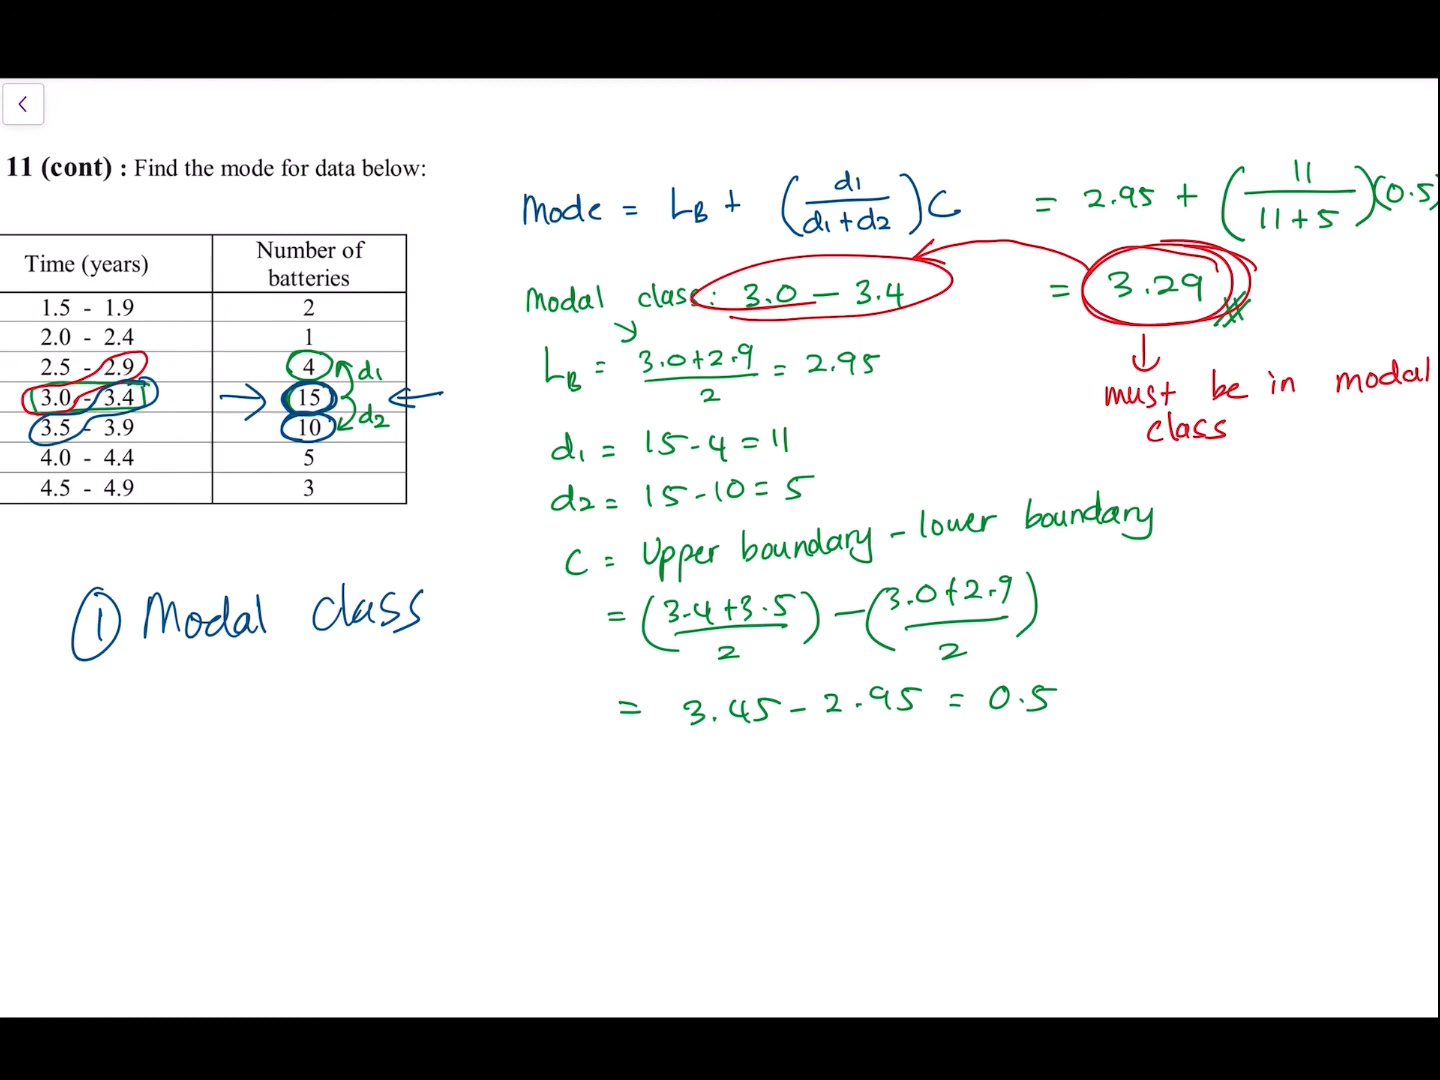 11 (cont) : Find the mode for data below:
Time (years) Number of batteries
1.5 - 1.9 2
2.0 - 2.4 1
2.5 - 2.9 4
3.0 - 3.4 15
3.5 - 3.9 10
4.0 - 4.4 5
4.5 - 4.9 3
d1
d2
① Modal class
Mode = LB + (d1/(d1+d2)) C
Modal class: 3.0 – 3.4
LB = (3.0+2.9)/2 = 2.95
d1 = 15-4 = 11
d2 = 15-10 = 5
C = Upper boundary - lower boundary
= ((3.4+3.5)/2) - ((3.0+2.9)/2)
= 3.45 - 2.95 = 0.5
= 2.95 + (11/(11+5))(0.5)
= 3.29
must be in modal
class